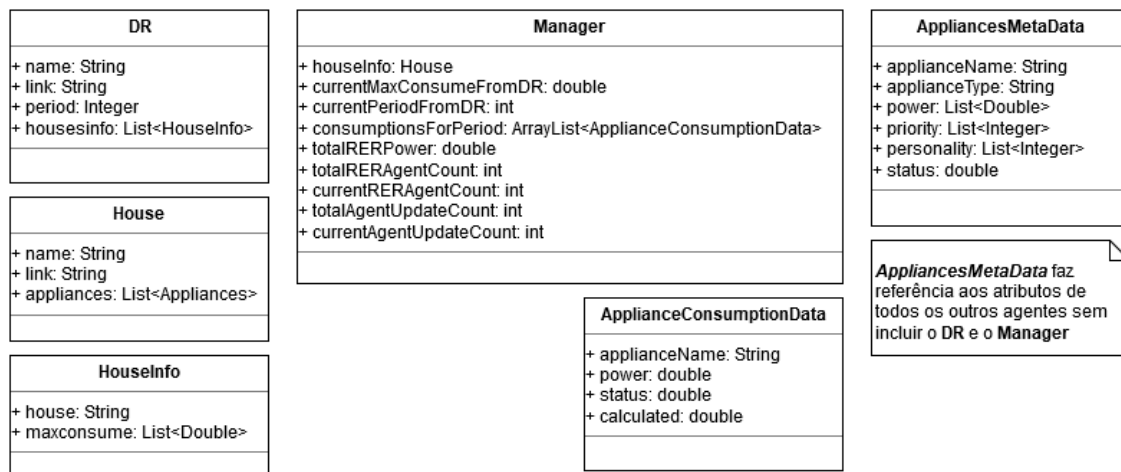 DR
+ name: String
+ link: String
+ period: Integer
+ housesinfo: List<HouseInfo>
House
+ name: String
+ link: String
+ appliances: List<Appliances>
HouseInfo
+ house: String
+ maxconsume: List<Double>
Manager
+ houseInfo: House
+ currentMaxConsumeFromDR: double
+ currentPeriodFromDR: int
+ consumptionsForPeriod: ArrayList<ApplianceConsumptionData>
+ totalRERPower: double
+ totalRERAgentCount: int
+ currentRERAgentCount: int
+ totalAgentUpdateCount: int
+ currentAgentUpdateCount: int
ApplianceConsumptionData
+ applianceName: String
+ power: double
+ status: double
+ calculated: double
AppliancesMetaData
+ applianceName: String
+ applianceType: String
+ power: List<Double>
+ priority: List<Integer>
+ personality: List<Integer>
+ status: double
AppliancesMetaData faz
referência aos atributos de
todos os outros agentes sem
incluir o DR e o Manager